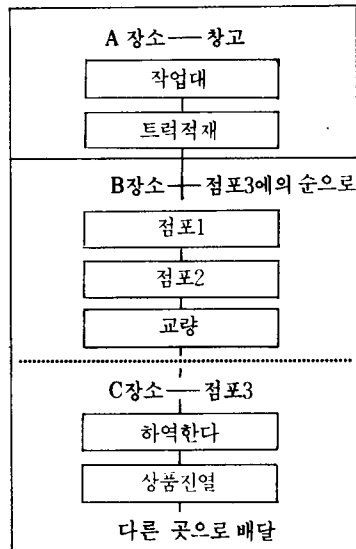 A 장소 — 창고
작업대
트럭적재
B장소 — 점포3에의 순으로
점포1
점포2
교량
C장소 — 점포3
하역한다
상품진열
다른 곳으로 배달